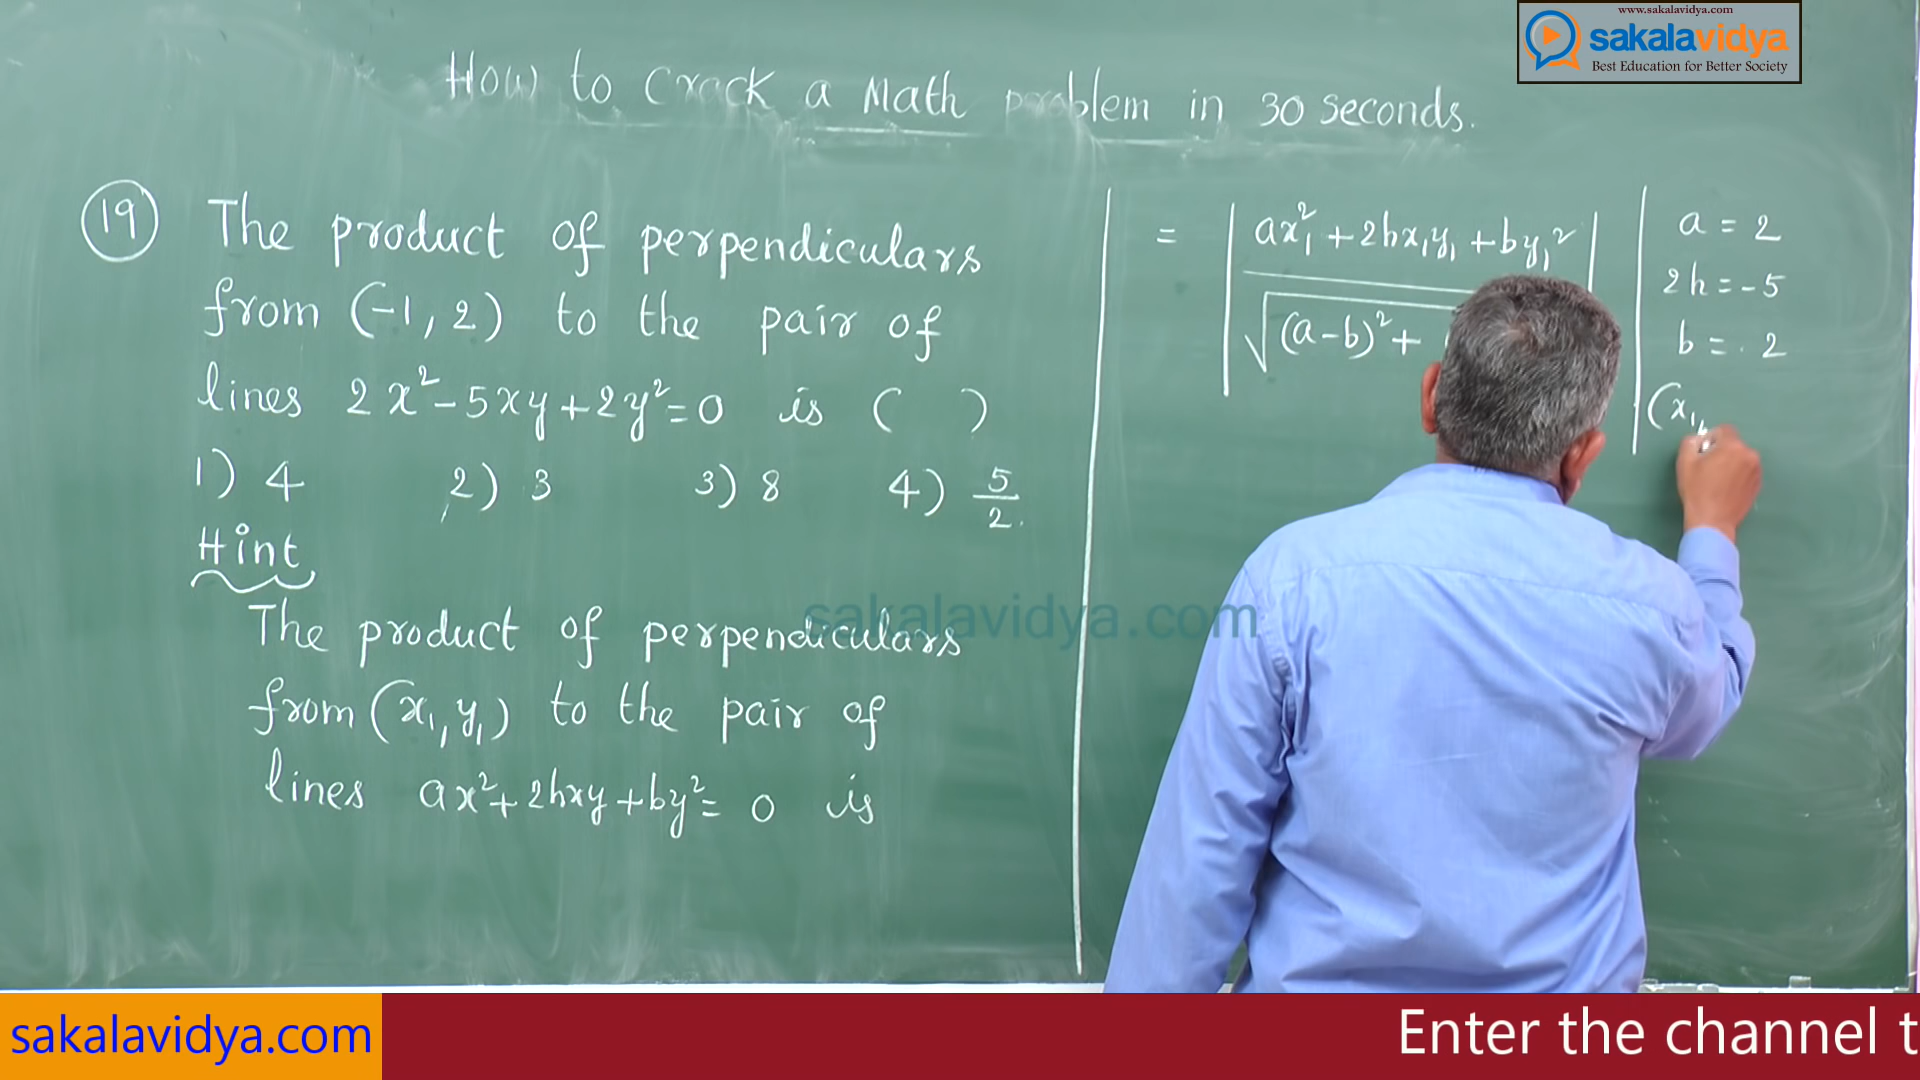 www.sakalavidya.com
sakalavidya
Best Education for Better Society
How to Crack a Math problem in 30 seconds.
19 The product of perpendiculars
from (-1, 2) to the pair of
lines 2x²-5xy+2y²=0 is ( )
1) 4 2) 3 3) 8 4) 5/2
Hint
The product of perpendiculars
from (x₁, y₁) to the pair of
lines ax²+2hxy+by²=0 is
= |ax₁²+2hx₁y₁+by₁²|
√(a-b)²+
a = 2
2h = -5
b = 2
(x₁,
sakalavidya.com
sakalavidya.com
Enter the channel t